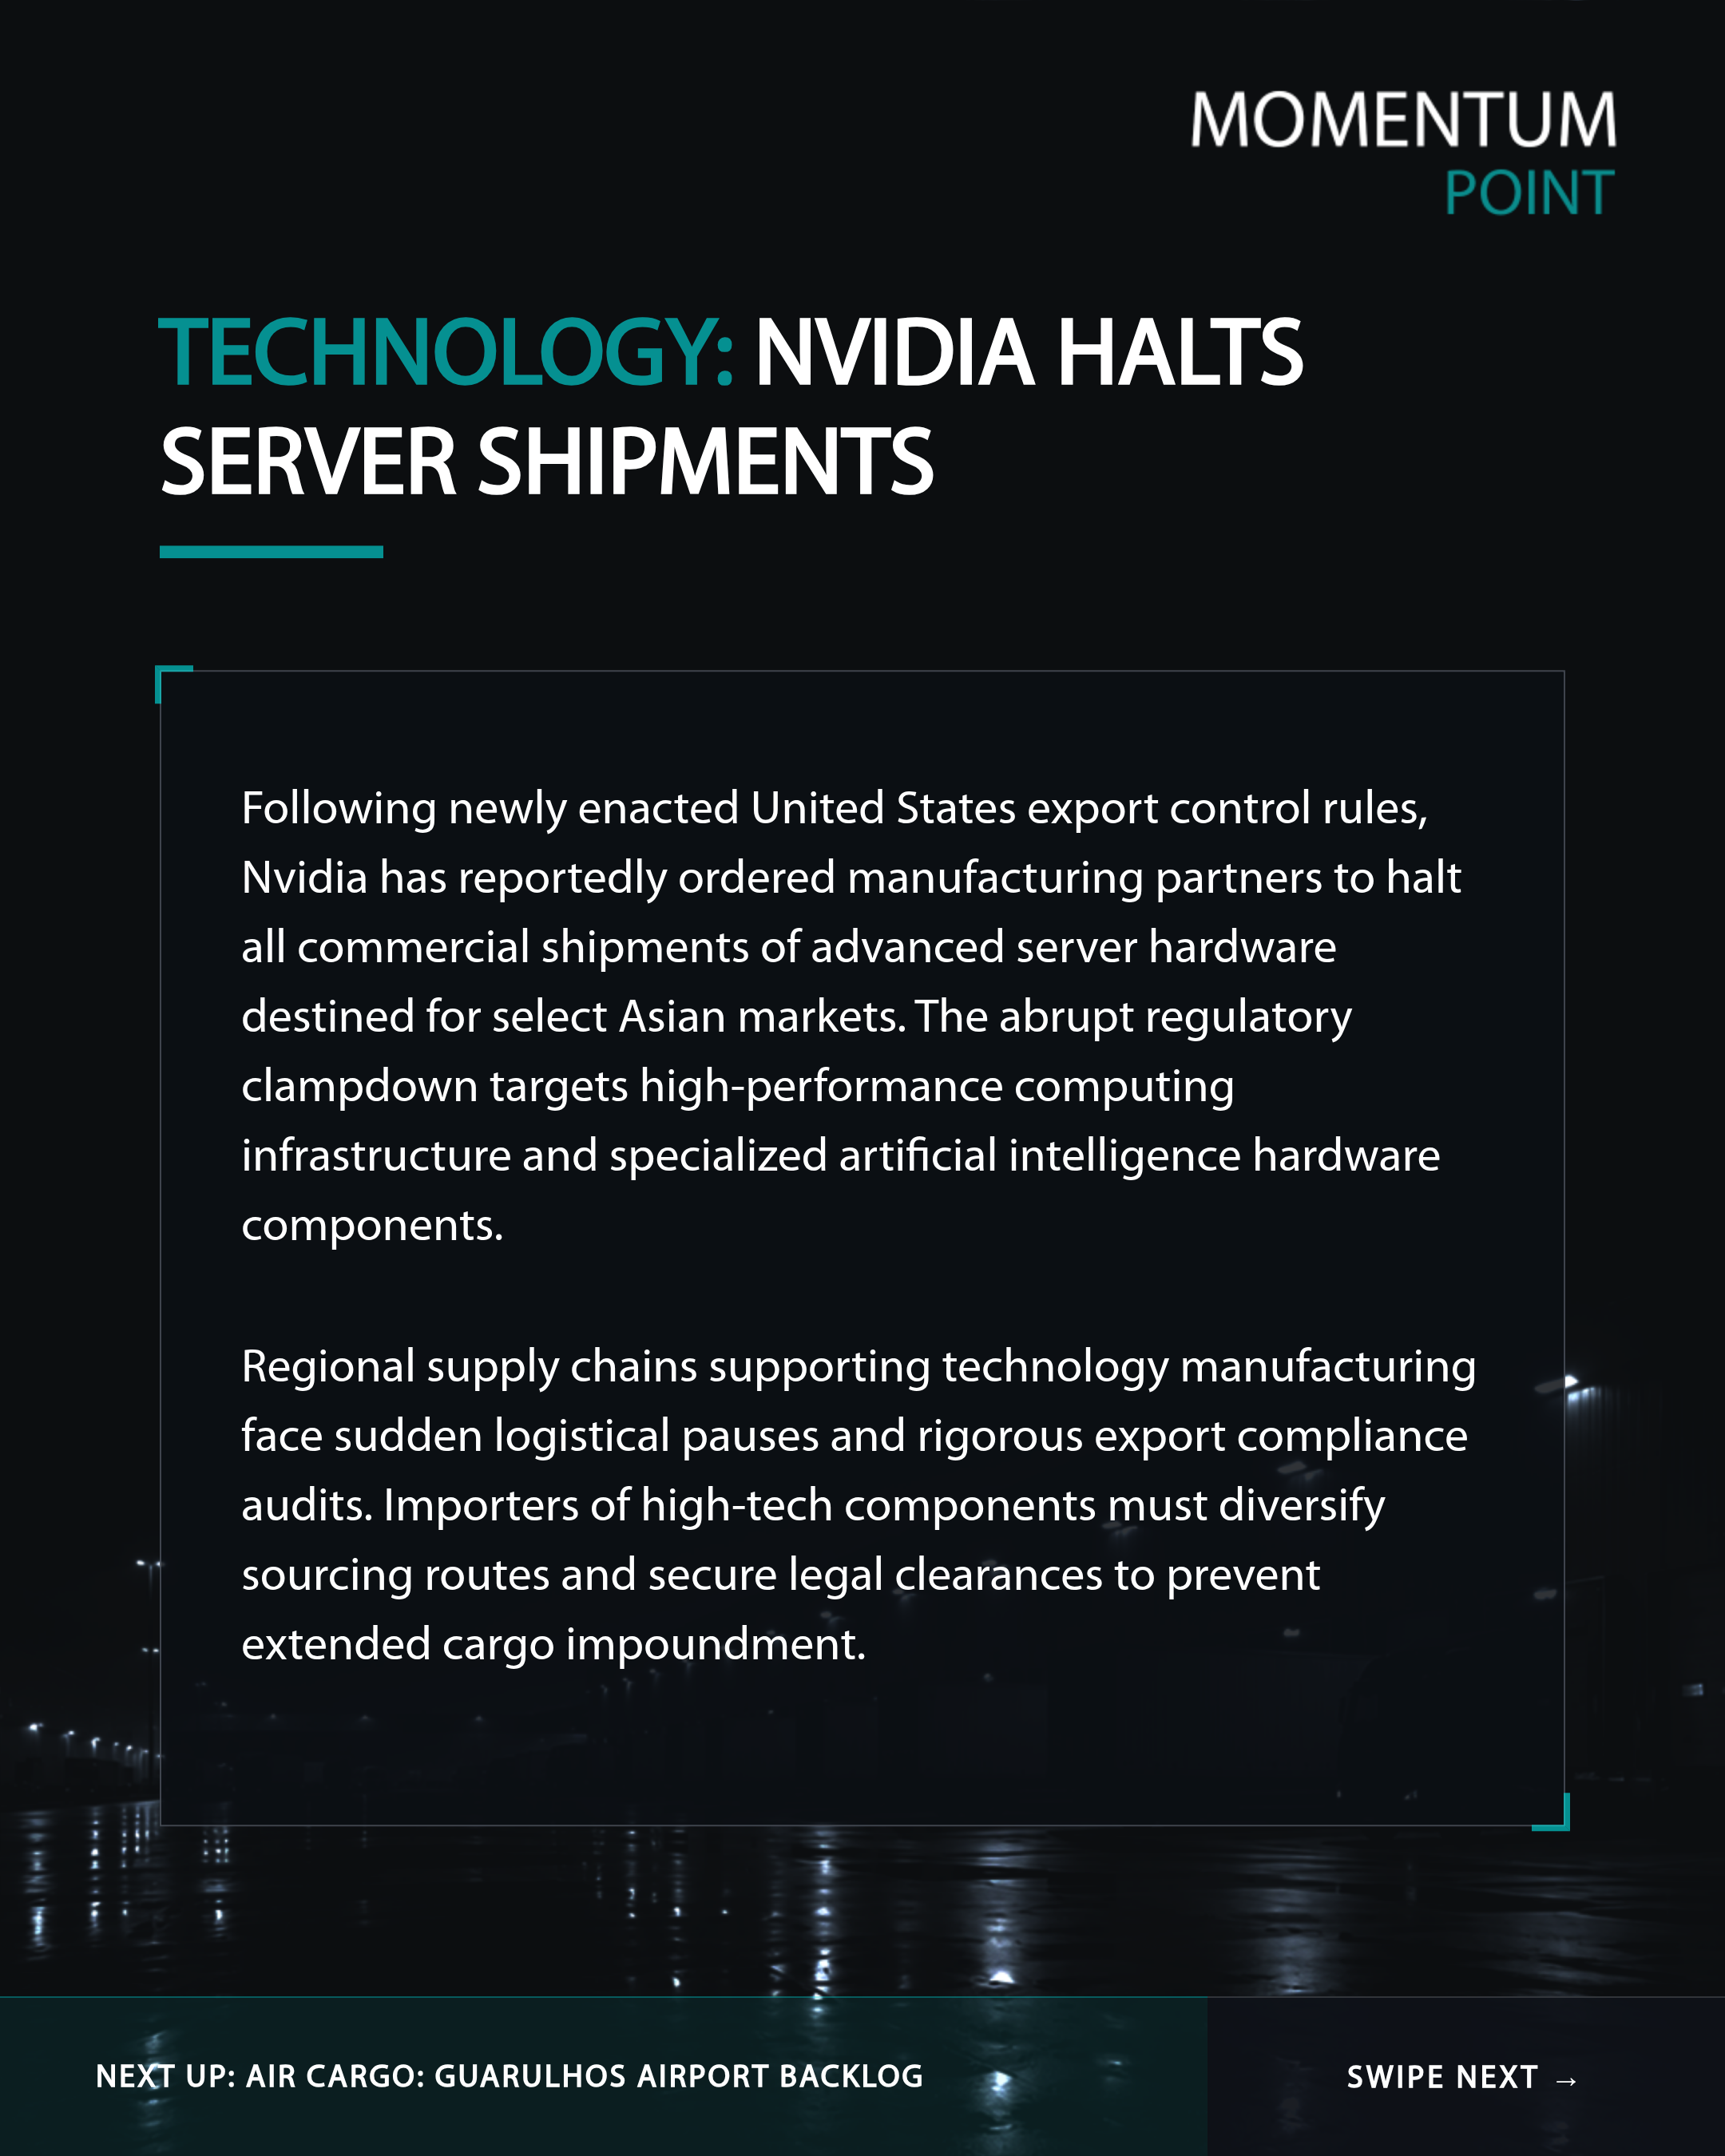 MOMENTUM
POINT
TECHNOLOGY: NVIDIA HALTS
SERVER SHIPMENTS
Following newly enacted United States export control rules,
Nvidia has reportedly ordered manufacturing partners to halt
all commercial shipments of advanced server hardware
destined for select Asian markets. The abrupt regulatory
clampdown targets high-performance computing
infrastructure and specialized artificial intelligence hardware
components.
Regional supply chains supporting technology manufacturing
face sudden logistical pauses and rigorous export compliance
audits. Importers of high-tech components must diversify
sourcing routes and secure legal clearances to prevent
extended cargo impoundment.
NEXT UP: AIR CARGO: GUARULHOS AIRPORT BACKLOG
SWIPE NEXT →